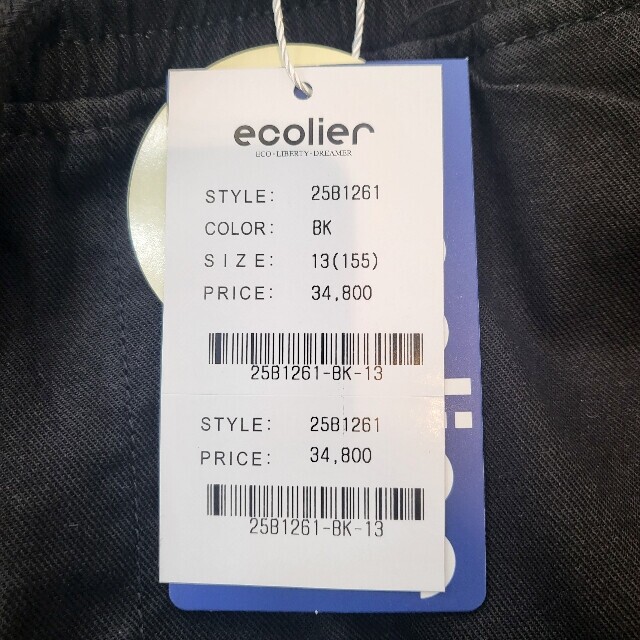 ecolier
ECO · LIBERTY · DREAMER
STYLE: 25B1261
COLOR: BK
SIZE: 13(155)
PRICE: 34,800
25B1261-BK-13
STYLE: 25B1261
PRICE: 34,800
25B1261-BK-13